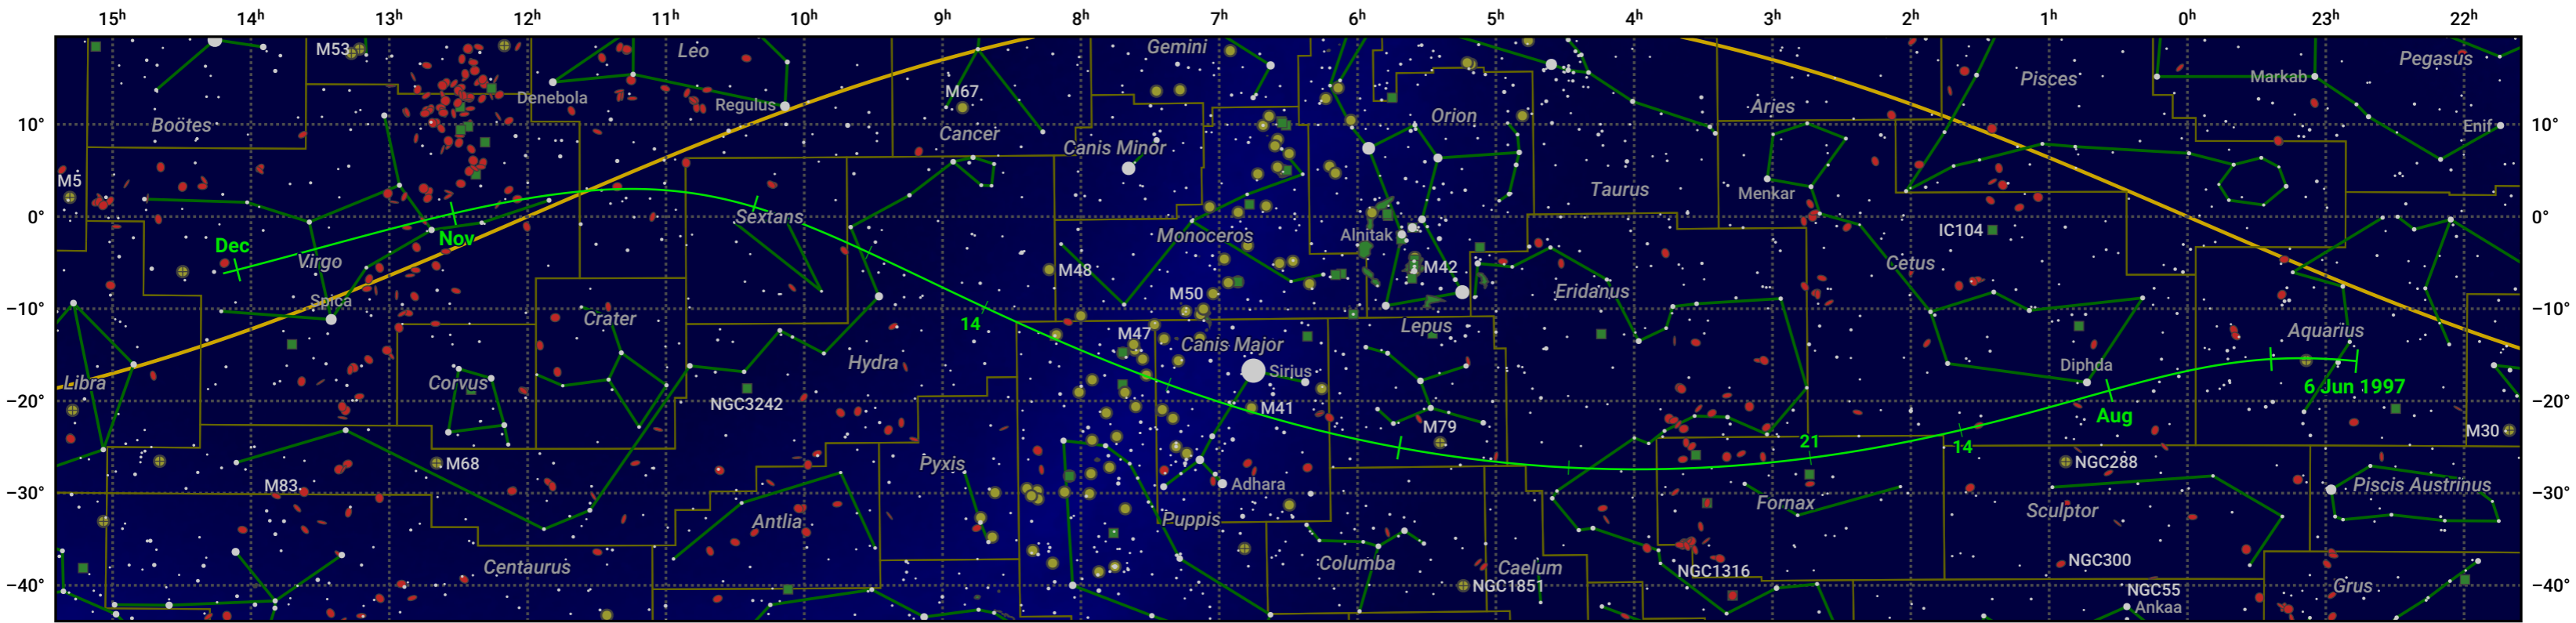 15h 14h 13h 12h 11h 10h 9h 8h 7h 6h 5h 4h 3h 2h 1h 0h 23h 22h
M53 Leo Gemini Pegasus
Denebola Regulus M67 Pisces Markab
Boötes Cancer Orion Aries
10° Enif 10°
Canis Minor
M5 Menkar Taurus
0° Sextans 0°
Dec Nov Monoceros Alnitak IC104
Virgo M48 M42 Cetus
Spica M50 Eridanus
−10° −10°
Crater 14 M47 Lepus Aquarius
Libra Corvus Hydra Canis Major Sirius Diphda 6 Jun 1997
−20° NGC3242 M41 Aug −20°
M79 M30
M68 Pyxis 21 14 NGC288
M83 Adhara Piscis Austrinus
−30° −30°
Antlia Puppis Fornax Sculptor
Centaurus Columba Caelum NGC1316 NGC300
−40° NGC1851 NGC55 Grus −40°
Ankaa